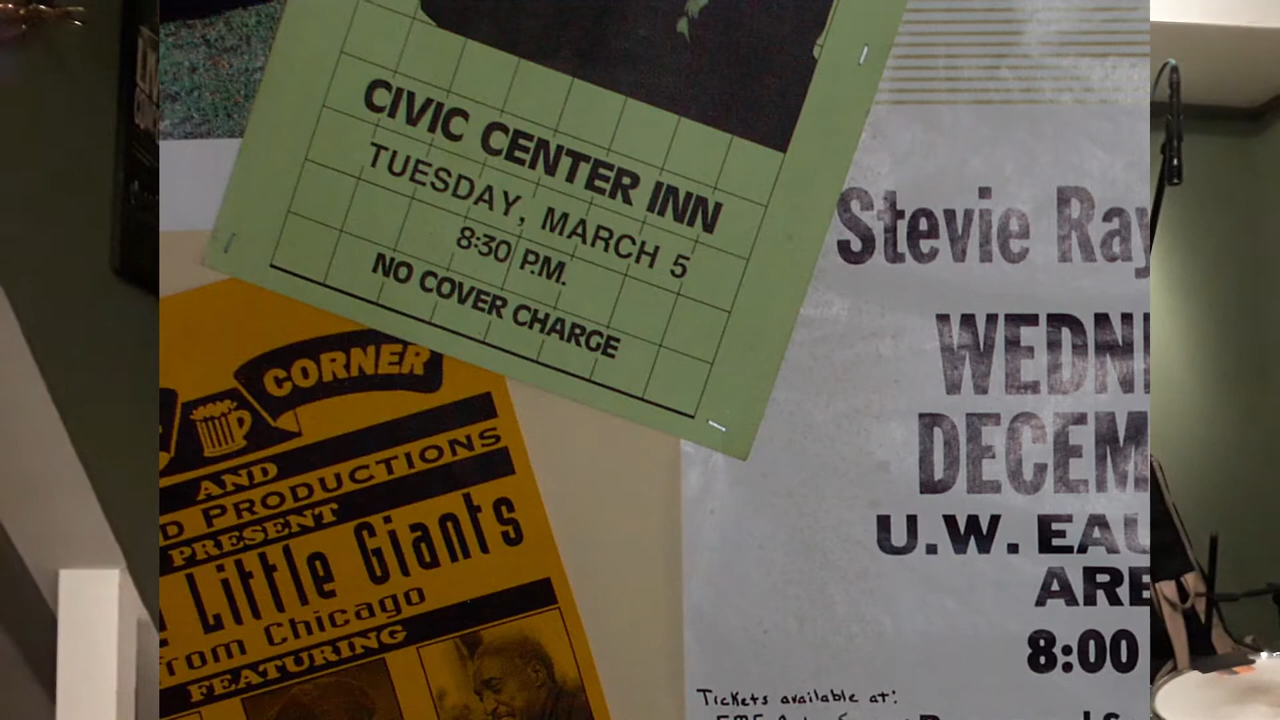 CIVIC CENTER INN
TUESDAY, MARCH 5
8:30 P.M.
NO COVER CHARGE
CORNER
AND
D PRODUCTIONS
PRESENT
Little Giants
from Chicago
FEATURING
Stevie Ray
WEDN
DECEM
U.W. EAU
ARE
8:00
Tickets available at: